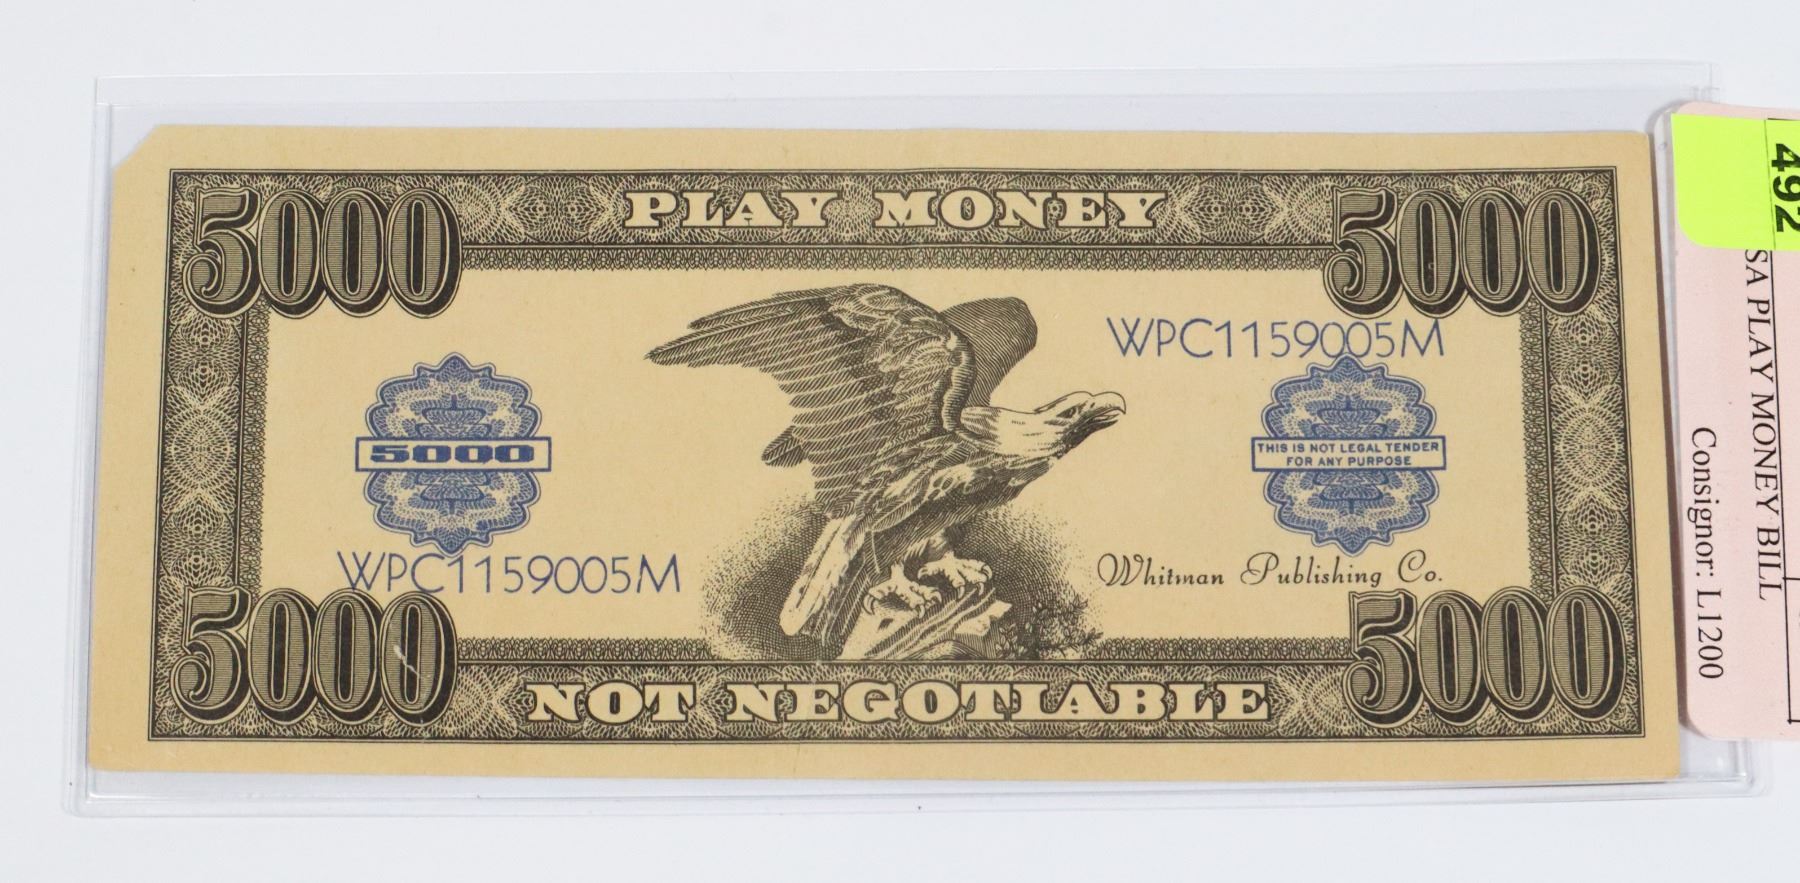 5000 PLAY MONEY 5000
WPC1159005M
5000
THIS IS NOT LEGAL TENDER
FOR ANY PURPOSE
WPC1159005M
Whitman Publishing Co.
5000 NOT NEGOTIABLE 5000
492
SA PLAY MONEY BILL
Consignor: L1200